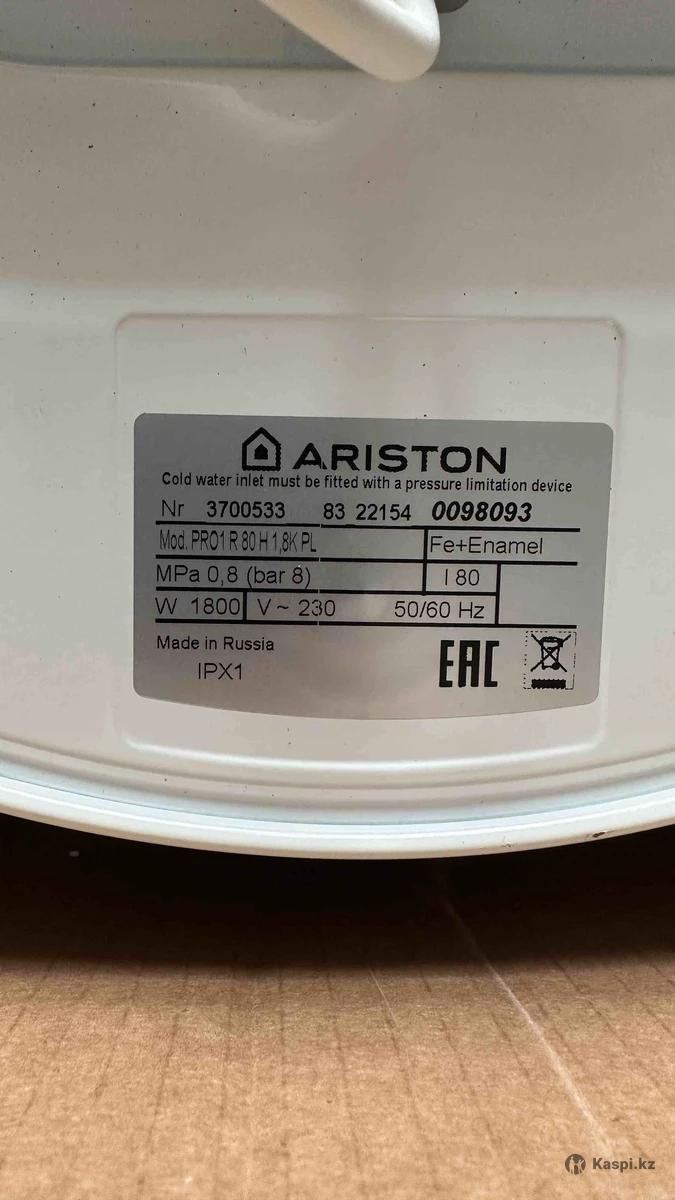 ARISTON
Cold water inlet must be fitted with a pressure limitation device
Nr 3700533 83 22154 0098093
Mod. PRO1 R 80 H 1,8K PL Fe+Enamel
MPa 0,8 (bar 8) l 80
W 1800 V~ 230 50/60 Hz
Made in Russia
IPX1
EAC
Kaspi.kz